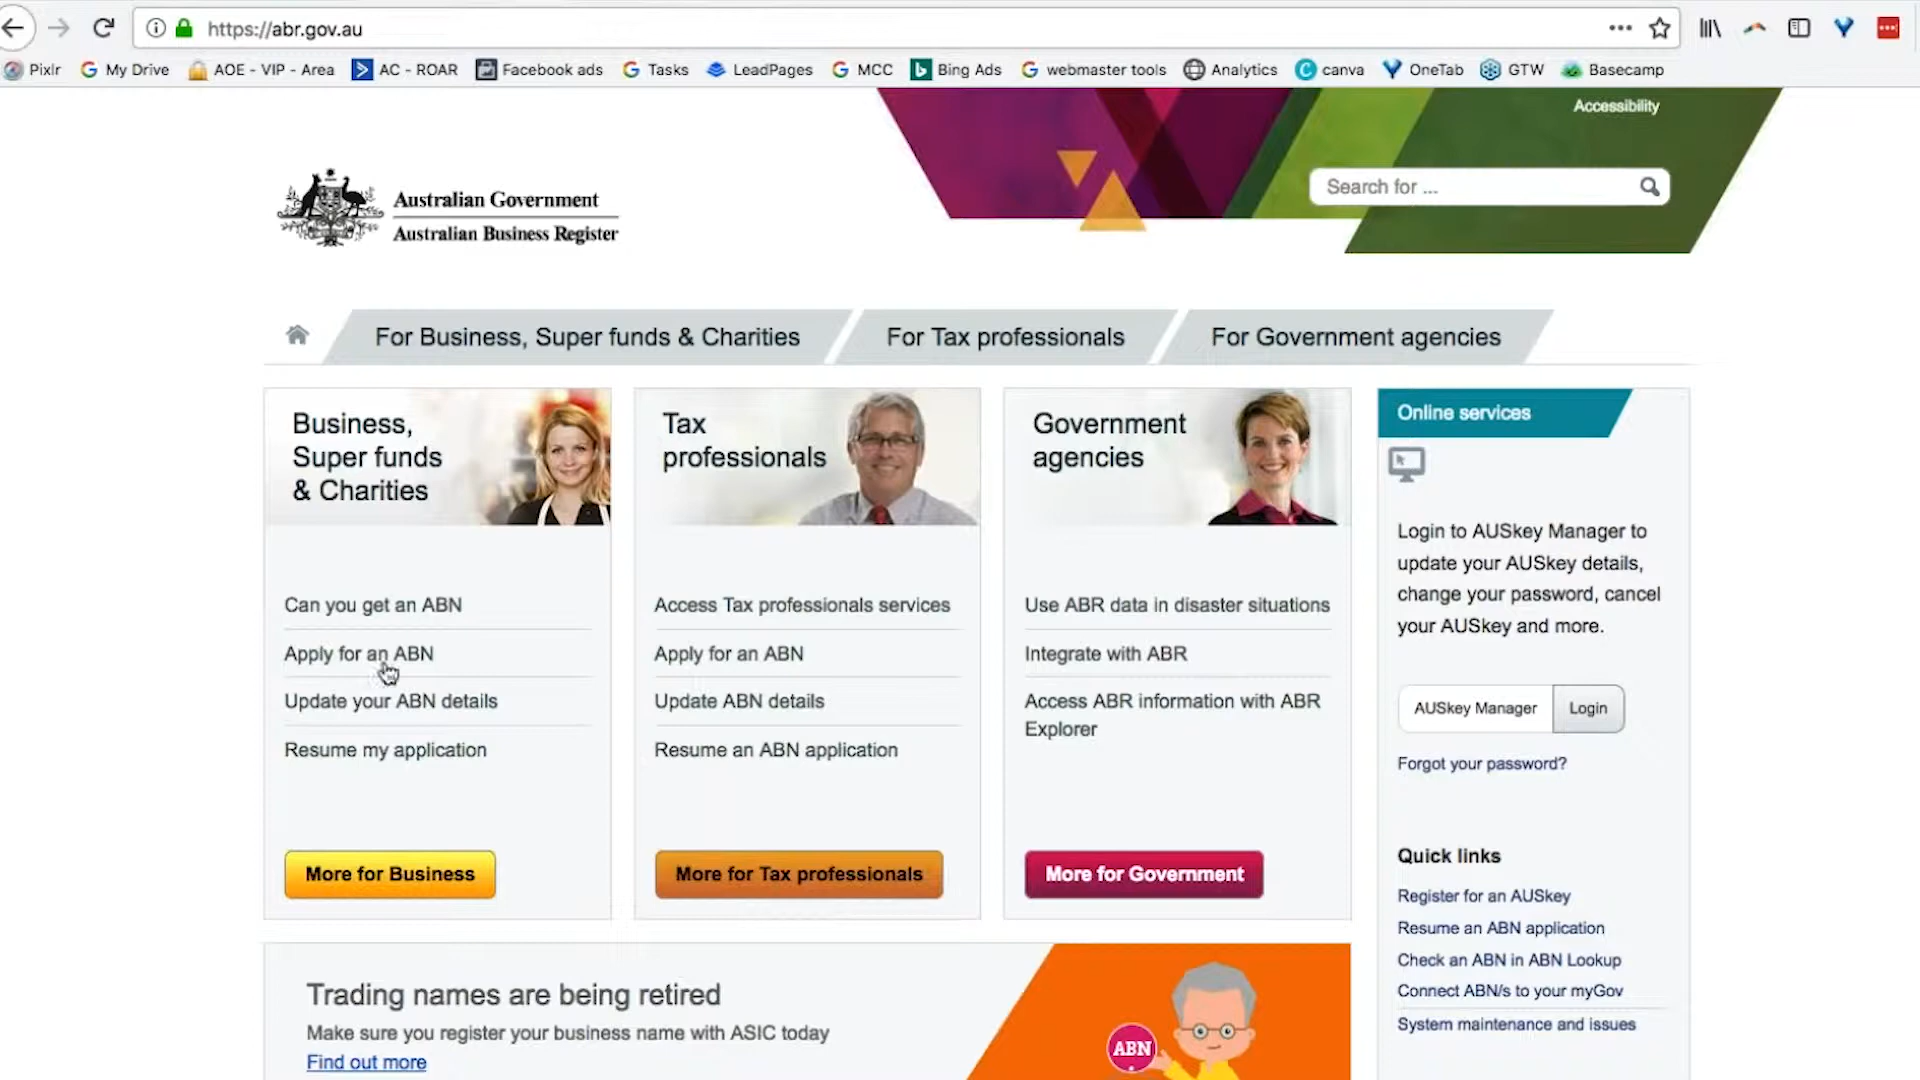 https://abr.gov.au
Pixlr
My Drive
AOE - VIP - Area
AC - ROAR
Facebook ads
Tasks
LeadPages
MCC
Bing Ads
webmaster tools
Analytics
canva
OneTab
GTW
Basecamp
Accessibility
Search for ...
Australian Government
Australian Business Register
For Business, Super funds & Charities
For Tax professionals
For Government agencies
Business,
Super funds
& Charities
Can you get an ABN
Apply for an ABN
Update your ABN details
Resume my application
More for Business
Tax
professionals
Access Tax professionals services
Apply for an ABN
Update ABN details
Resume an ABN application
More for Tax professionals
Government
agencies
Use ABR data in disaster situations
Integrate with ABR
Access ABR information with ABR
Explorer
More for Government
Online services
Login to AUSkey Manager to
update your AUSkey details,
change your password, cancel
your AUSkey and more.
AUSkey Manager
Login
Forgot your password?
Quick links
Register for an AUSkey
Resume an ABN application
Check an ABN in ABN Lookup
Connect ABN/s to your myGov
System maintenance and issues
Trading names are being retired
Make sure you register your business name with ASIC today
Find out more
ABN